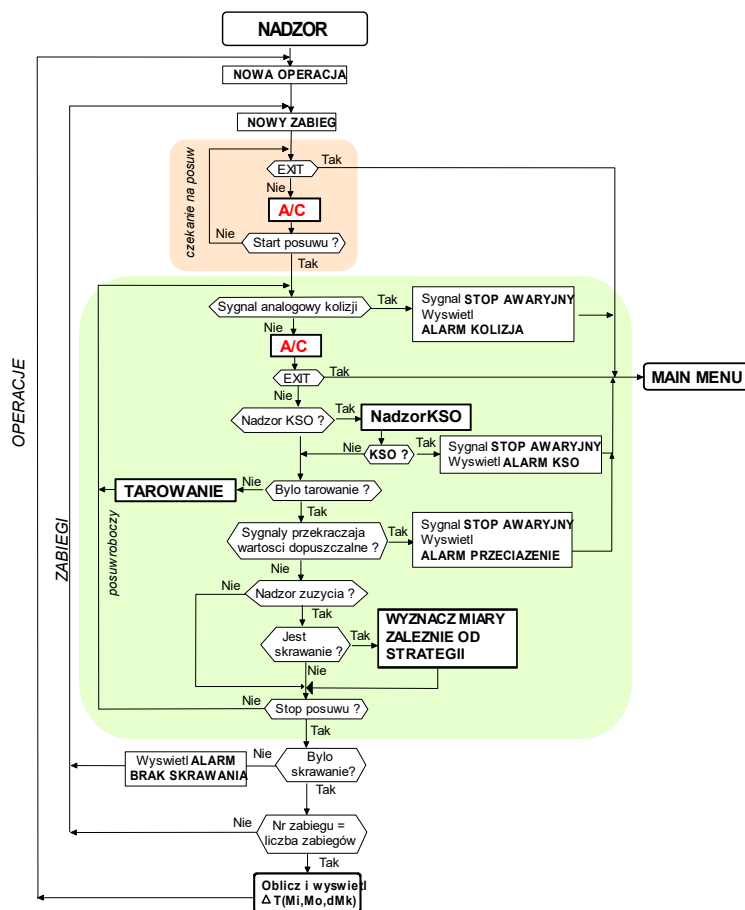 NADZOR
NOWA OPERACJA
NOWY ZABIEG
czekanie na posuw
EXIT
Tak
Nie
A/C
Nie
Start posuwu ?
Tak
Sygnal analogowy kolizji
Tak
Sygnal STOP AWARYJNY
Wyswietl
ALARM KOLIZJA
Nie
A/C
EXIT
Tak
MAIN MENU
Nie
OPERACJE
Nadzor KSO ?
Tak
NadzorKSO
Nie
KSO ?
Tak
Sygnal STOP AWARYJNY
Wyswietl ALARM KSO
TAROWANIE
Nie
Bylo tarowanie ?
Tak
ZABIEGI
posuwroboczy
Sygnaly przekraczaja
wartosci dopuszczalne ?
Tak
Sygnal STOP AWARYJNY
Wyswietl
ALARM PRZECIAZENIE
Nie
Nie
Nadzor zuzycia ?
Tak
Jest
skrawanie ?
Tak
WYZNACZ MIARY
ZALEZNIE OD
STRATEGII
Nie
Nie
Stop posuwu ?
Tak
Wyswietl ALARM
BRAK SKRAWANIA
Nie
Bylo
skrawanie?
Tak
Nie
Nr zabiegu =
liczba zabiegów
Tak
Oblicz i wyswietl
Δ T(Mi,Mo,dMk)